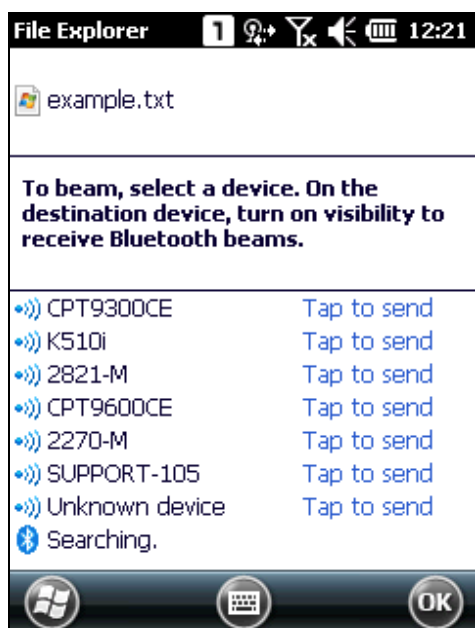 File Explorer 1 12:21
example.txt
To beam, select a device. On the
destination device, turn on visibility to
receive Bluetooth beams.
CPT9300CE Tap to send
K510i Tap to send
2821-M Tap to send
CPT9600CE Tap to send
2270-M Tap to send
SUPPORT-105 Tap to send
Unknown device Tap to send
Searching.
OK